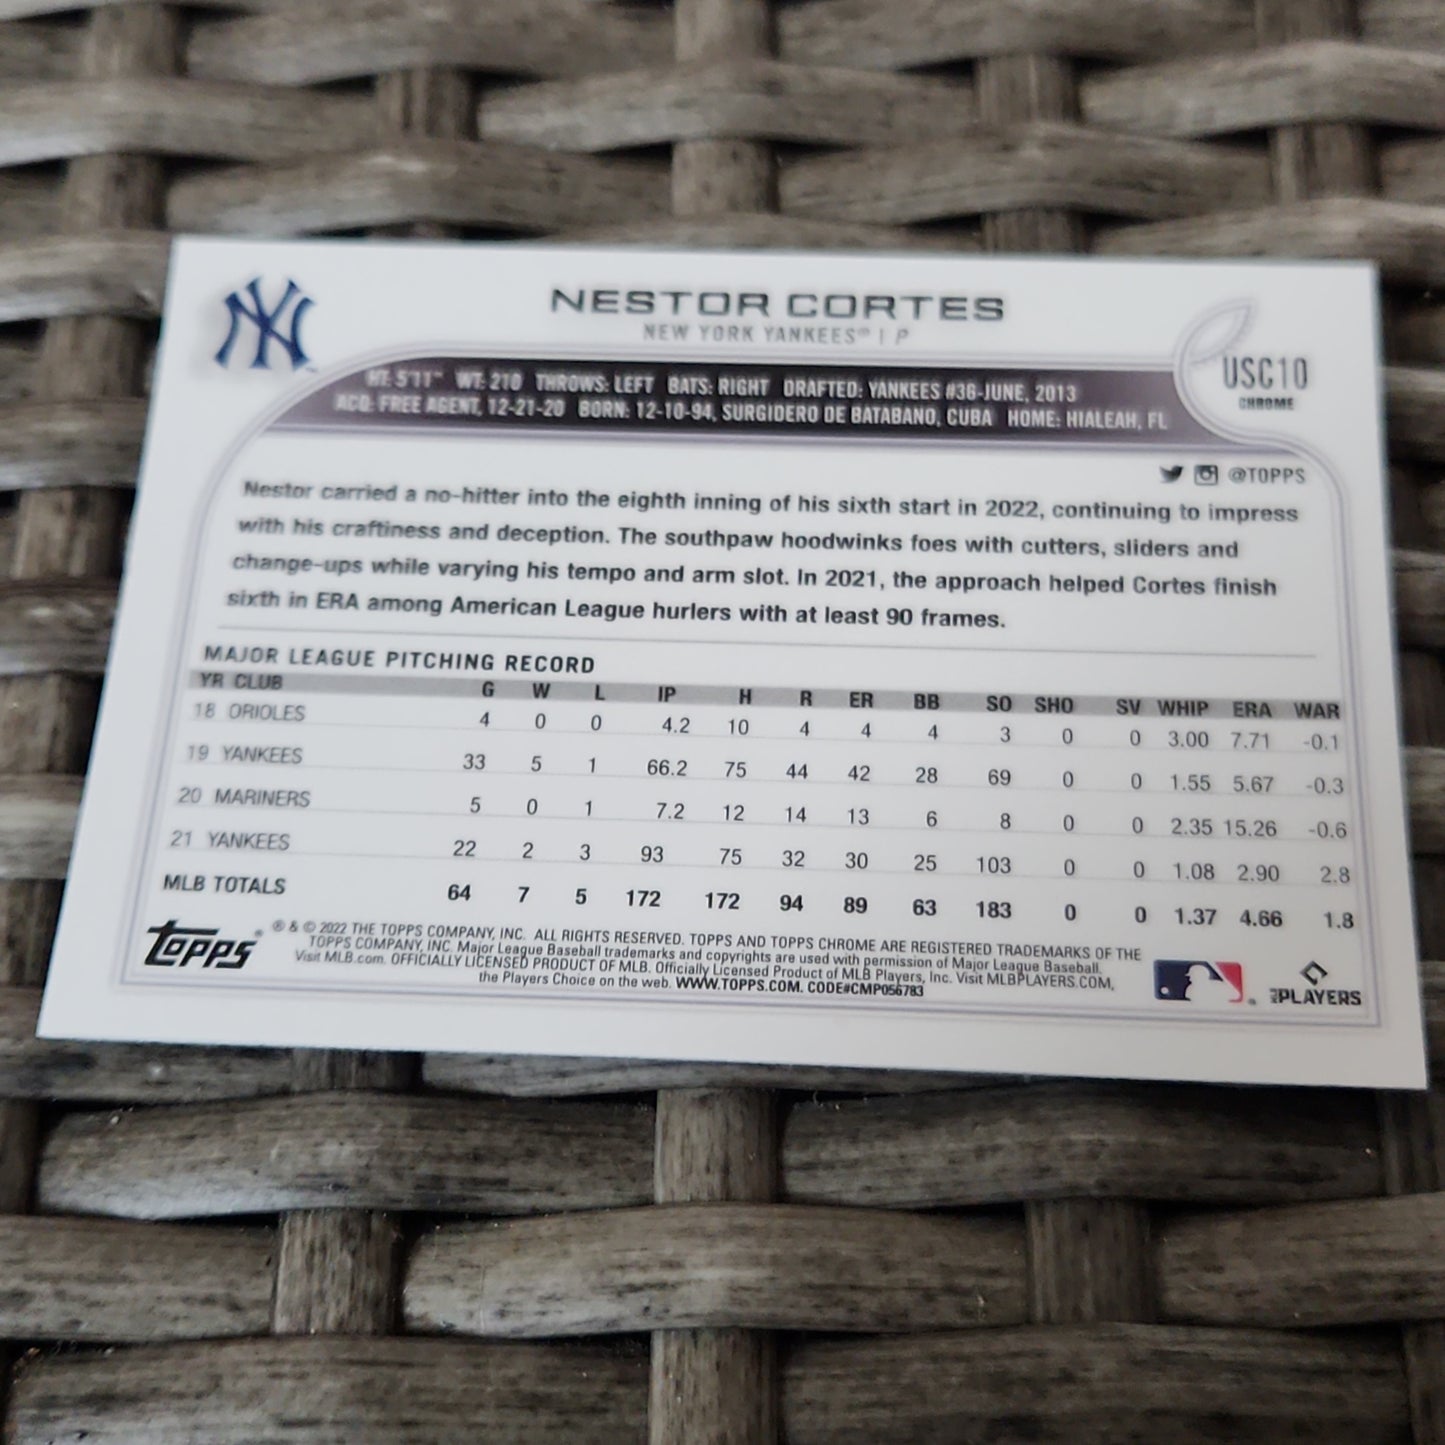 NY
NESTOR CORTES
NEW YORK YANKEES® | P
USC10
CHROME
HT: 5'11" WT: 210 THROWS: LEFT BATS: RIGHT DRAFTED: YANKEES #36-JUNE, 2013
ACQ: FREE AGENT, 12-21-20 BORN: 12-10-94, SURGIDERO DE BATABANO, CUBA HOME: HIALEAH, FL
@TOPPS
Nestor carried a no-hitter into the eighth inning of his sixth start in 2022, continuing to impress
with his craftiness and deception. The southpaw hoodwinks foes with cutters, sliders and
change-ups while varying his tempo and arm slot. In 2021, the approach helped Cortes finish
sixth in ERA among American League hurlers with at least 90 frames.
MAJOR LEAGUE PITCHING RECORD
YR CLUB G W L IP H R ER BB SO SHO SV WHIP ERA WAR
18 ORIOLES 4 0 0 4.2 10 4 4 4 3 0 0 3.00 7.71 -0.1
19 YANKEES 33 5 1 66.2 75 44 42 28 69 0 0 1.55 5.67 -0.3
20 MARINERS 5 0 1 7.2 12 14 13 6 8 0 0 2.35 15.26 -0.6
21 YANKEES 22 2 3 93 75 32 30 25 103 0 0 1.08 2.90 2.8
MLB TOTALS 64 7 5 172 172 94 89 63 183 0 0 1.37 4.66 1.8
TOPPS®
® & © 2022 THE TOPPS COMPANY, INC. ALL RIGHTS RESERVED. TOPPS AND TOPPS CHROME ARE REGISTERED TRADEMARKS OF THE
TOPPS COMPANY, INC. Major League Baseball trademarks and copyrights are used with permission of Major League Baseball.
Visit MLB.com. OFFICIALLY LICENSED PRODUCT OF MLB. Officially Licensed Product of MLB Players, Inc. Visit MLBPLAYERS.COM,
the Players Choice on the web. WWW.TOPPS.COM. CODE#CMP056783
MLB PLAYERS